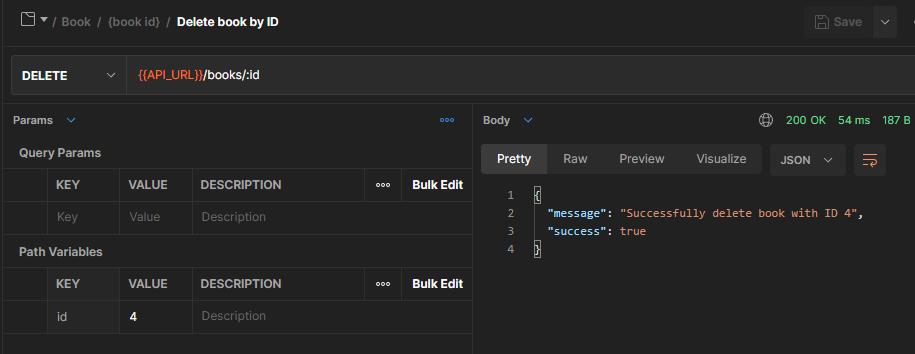 / Book / {book id} / Delete book by ID
Save
DELETE {{API_URL}}/books/:id
Params
Body 200 OK 54 ms 187 B
Query Params
Pretty Raw Preview Visualize JSON
KEY VALUE DESCRIPTION Bulk Edit
Key Value Description
Path Variables
KEY VALUE DESCRIPTION Bulk Edit
id 4 Description
1 {
2 "message": "Successfully delete book with ID 4",
3 "success": true
4 }